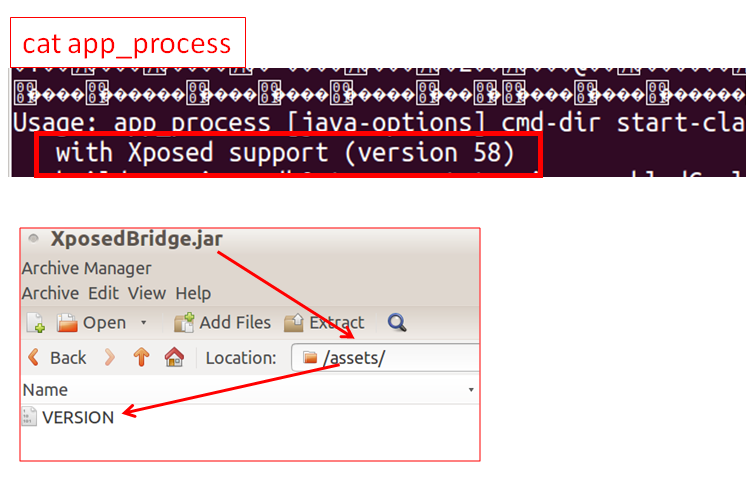 cat app_process
Usage: app_process [java-options] cmd-dir start-cla
with Xposed support (version 58)
XposedBridge.jar
Archive Manager
Archive Edit View Help
Open Add Files Extract
Back Location: /assets/
Name
VERSION